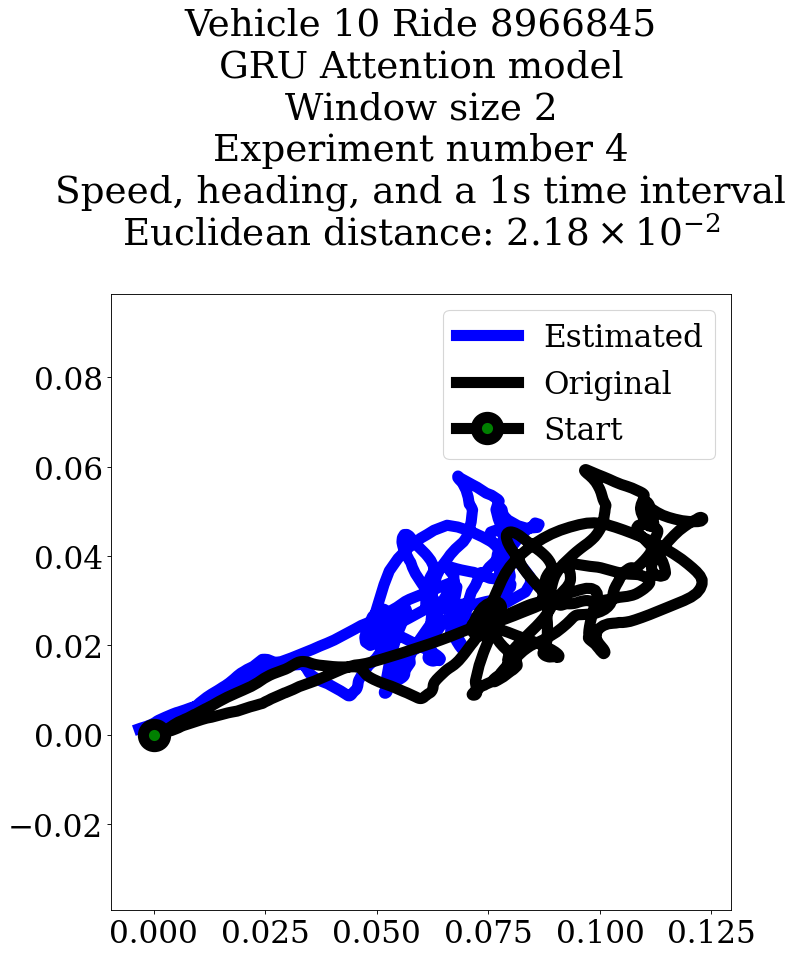 Vehicle 10 Ride 8966845
GRU Attention model
Window size 2
Experiment number 4
Speed, heading, and a 1s time interval
Euclidean distance: 2.18 × 10⁻²
Estimated
Original
Start
0.08
0.06
0.04
0.02
0.00
−0.02
0.000 0.025 0.050 0.075 0.100 0.125